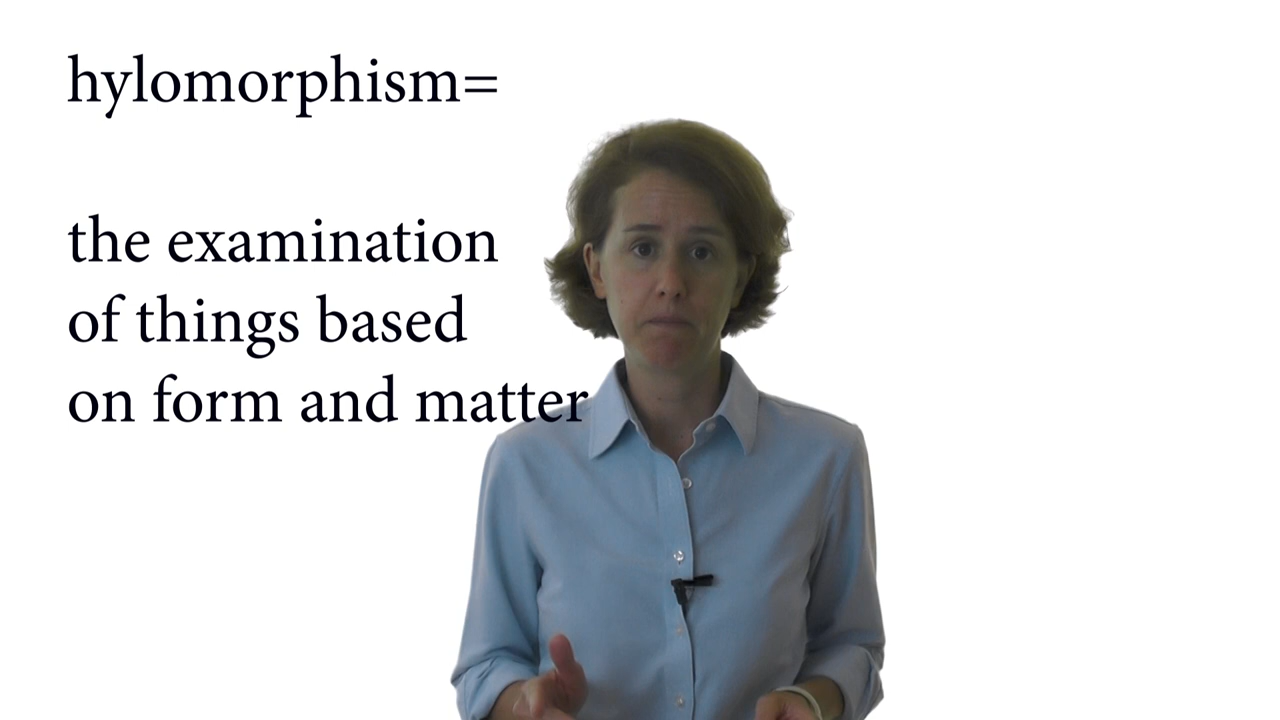 hylomorphism=
the examination
of things based
on form and matter